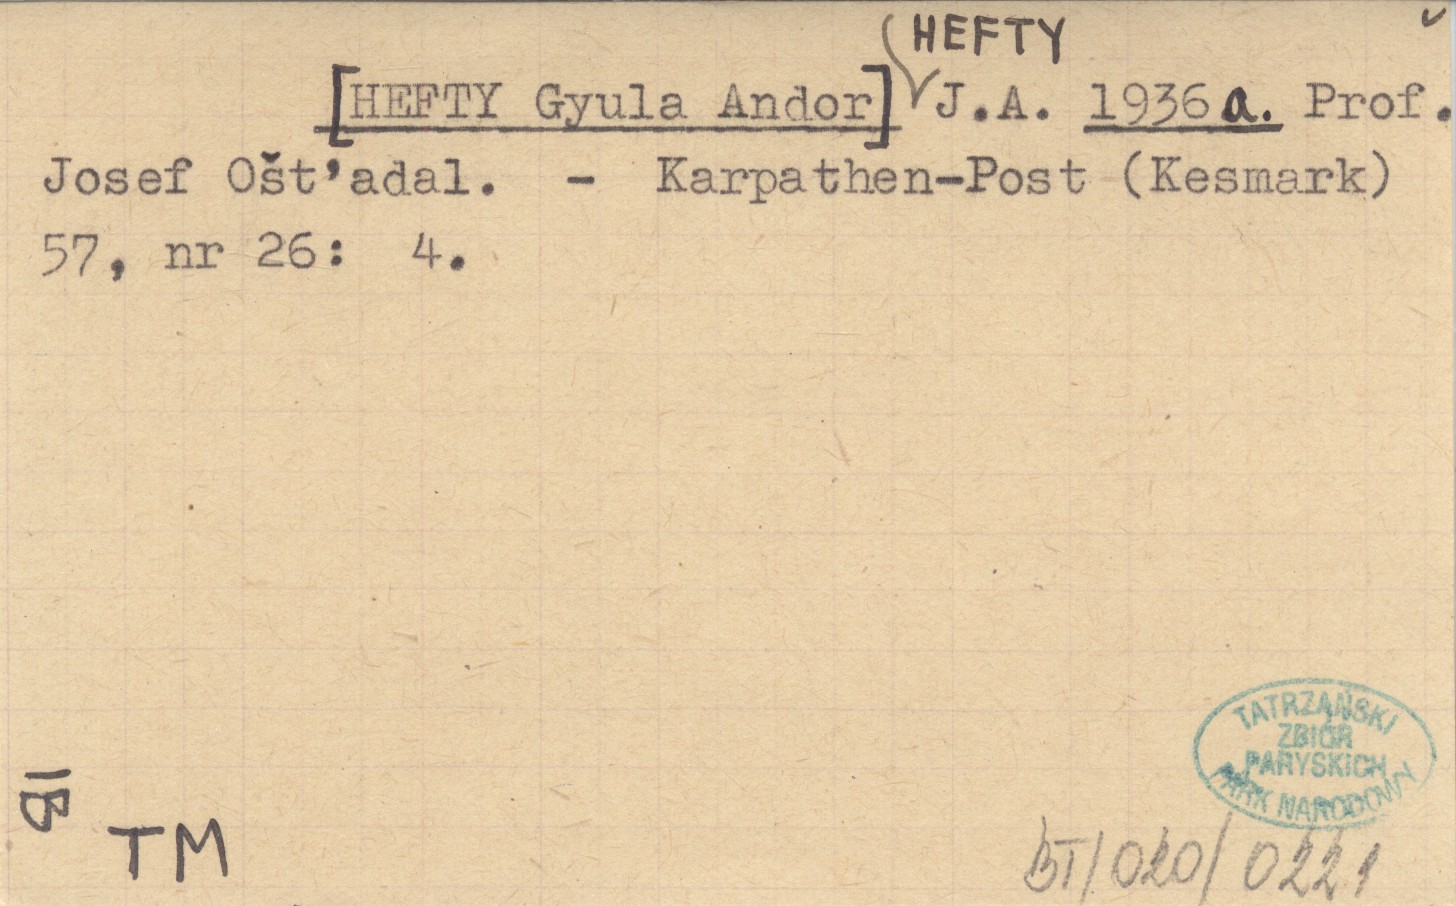 HEFTY
[HEFTY Gyula Andor] J.A. 1936a. Prof.
Josef Ošt'adal. - Karpathen-Post (Kesmark)
57, nr 26: 4.
IB
TM
TATRZAŃSKI
ZBIÓR
PARYSKICH
PARK NARODOWY
BT/020/0221